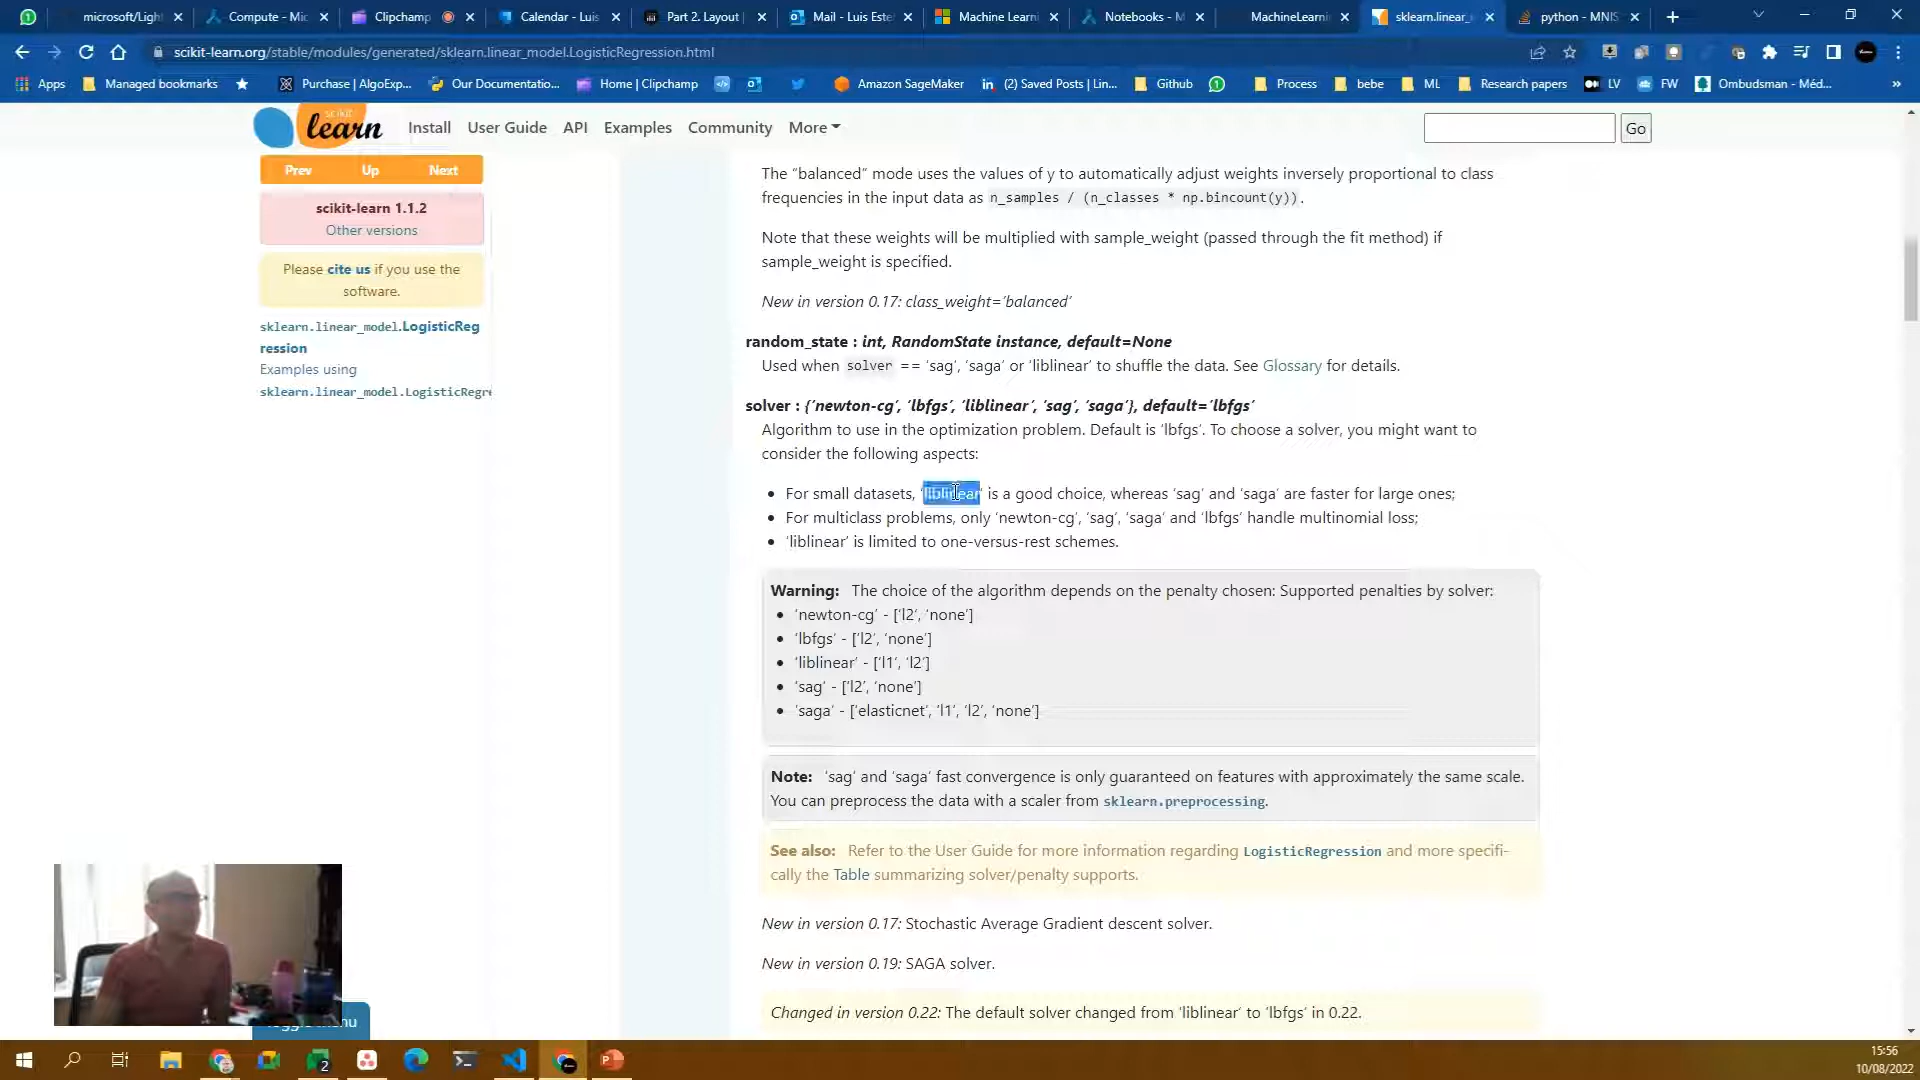 microsoft/Ligh
Compute - Mic
Clipchamp
Calendar - Luis
Part 2. Layout
Mail - Luis Este
Machine Learni
Notebooks - M
MachineLearni
sklearn.linear_
python - MNIS
scikit-learn.org/stable/modules/generated/sklearn.linear_model.LogisticRegression.html
Apps
Managed bookmarks
Purchase | AlgoExp...
Our Documentatio...
Home | Clipchamp
Amazon SageMaker
(2) Saved Posts | Lin...
Github
Process
bebe
ML
Research papers
LV
FW
Ombudsman - Méd...
»
scikit
learn
Install
User Guide
API
Examples
Community
More
Go
Prev
Up
Next
scikit-learn 1.1.2
Other versions
Please cite us if you use the
software.
sklearn.linear_model.LogisticReg
ression
Examples using
sklearn.linear_model.LogisticRegre
The “balanced” mode uses the values of y to automatically adjust weights inversely proportional to class
frequencies in the input data as n_samples / (n_classes * np.bincount(y)).
Note that these weights will be multiplied with sample_weight (passed through the fit method) if
sample_weight is specified.
New in version 0.17: class_weight=’balanced’
random_state : int, RandomState instance, default=None
Used when solver == ‘sag’, ‘saga’ or ‘liblinear’ to shuffle the data. See Glossary for details.
solver : {‘newton-cg’, ‘lbfgs’, ‘liblinear’, ‘sag’, ‘saga’}, default=’lbfgs’
Algorithm to use in the optimization problem. Default is ‘lbfgs’. To choose a solver, you might want to
consider the following aspects:
• For small datasets, ‘liblinear’ is a good choice, whereas ‘sag’ and ‘saga’ are faster for large ones;
• For multiclass problems, only ‘newton-cg’, ‘sag’, ‘saga’ and ‘lbfgs’ handle multinomial loss;
• ‘liblinear’ is limited to one-versus-rest schemes.
Warning: The choice of the algorithm depends on the penalty chosen: Supported penalties by solver:
• ‘newton-cg’ - [‘l2’, ‘none’]
• ‘lbfgs’ - [‘l2’, ‘none’]
• ‘liblinear’ - [‘l1’, ‘l2’]
• ‘sag’ - [‘l2’, ‘none’]
• ‘saga’ - [‘elasticnet’, ‘l1’, ‘l2’, ‘none’]
Note: ‘sag’ and ‘saga’ fast convergence is only guaranteed on features with approximately the same scale.
You can preprocess the data with a scaler from sklearn.preprocessing.
See also: Refer to the User Guide for more information regarding LogisticRegression and more specifi-
cally the Table summarizing solver/penalty supports.
New in version 0.17: Stochastic Average Gradient descent solver.
New in version 0.19: SAGA solver.
Changed in version 0.22: The default solver changed from ‘liblinear’ to ‘lbfgs’ in 0.22.
2
15:56
10/08/2022